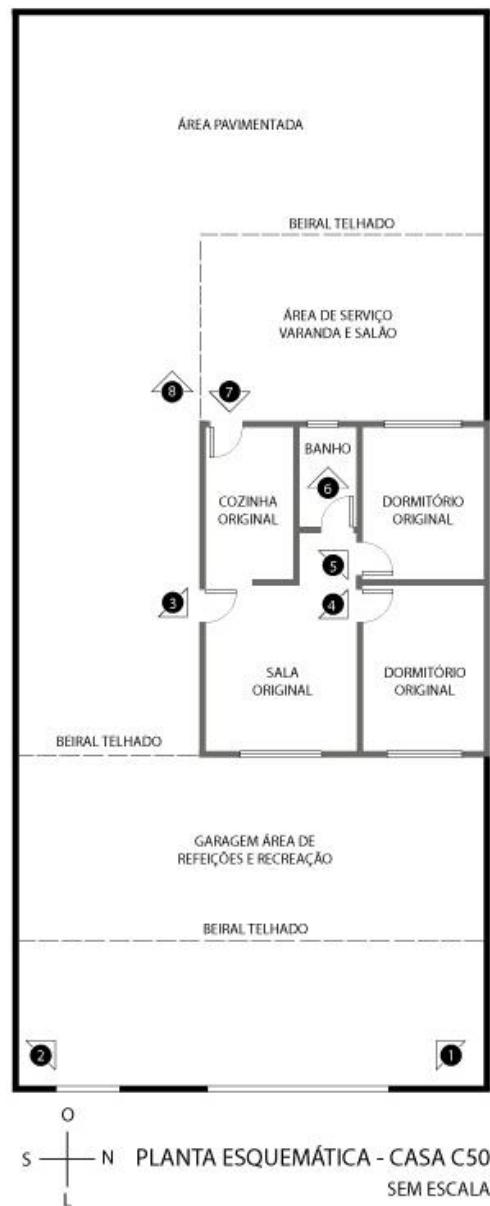 ÁREA PAVIMENTADA
BEIRAL TELHADO
ÁREA DE SERVIÇO
VARANDA E SALÃO
8
7
BANHO
6
COZINHA
ORIGINAL
DORMITÓRIO
ORIGINAL
5
3
4
SALA
ORIGINAL
DORMITÓRIO
ORIGINAL
BEIRAL TELHADO
GARAGEM ÁREA DE
REFEIÇÕES E RECREAÇÃO
BEIRAL TELHADO
2
1
O
S N
L
PLANTA ESQUEMÁTICA - CASA C50
SEM ESCALA